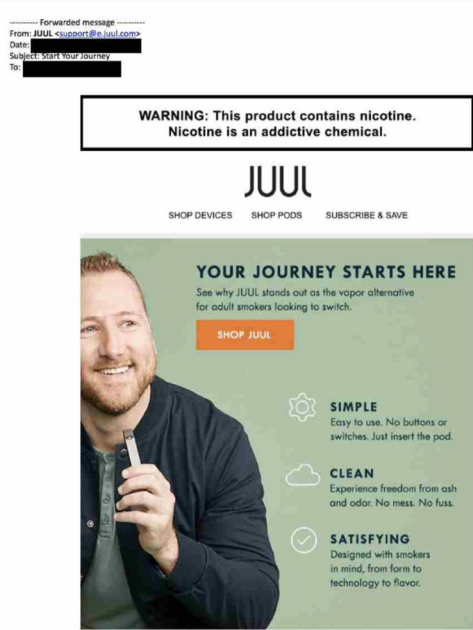 ---------- Forwarded message ----------
From: JUUL <support@e.juul.com>
Date:
Subject: Start Your Journey
To:
WARNING: This product contains nicotine.
Nicotine is an addictive chemical.
JUUL
SHOP DEVICES SHOP PODS SUBSCRIBE & SAVE
YOUR JOURNEY STARTS HERE
See why JUUL stands out as the vapor alternative
for adult smokers looking to switch.
SHOP JUUL
SIMPLE
Easy to use. No buttons or
switches. Just insert the pod.
CLEAN
Experience freedom from ash
and odor. No mess. No fuss.
SATISFYING
Designed with smokers
in mind, from form to
technology to flavor.